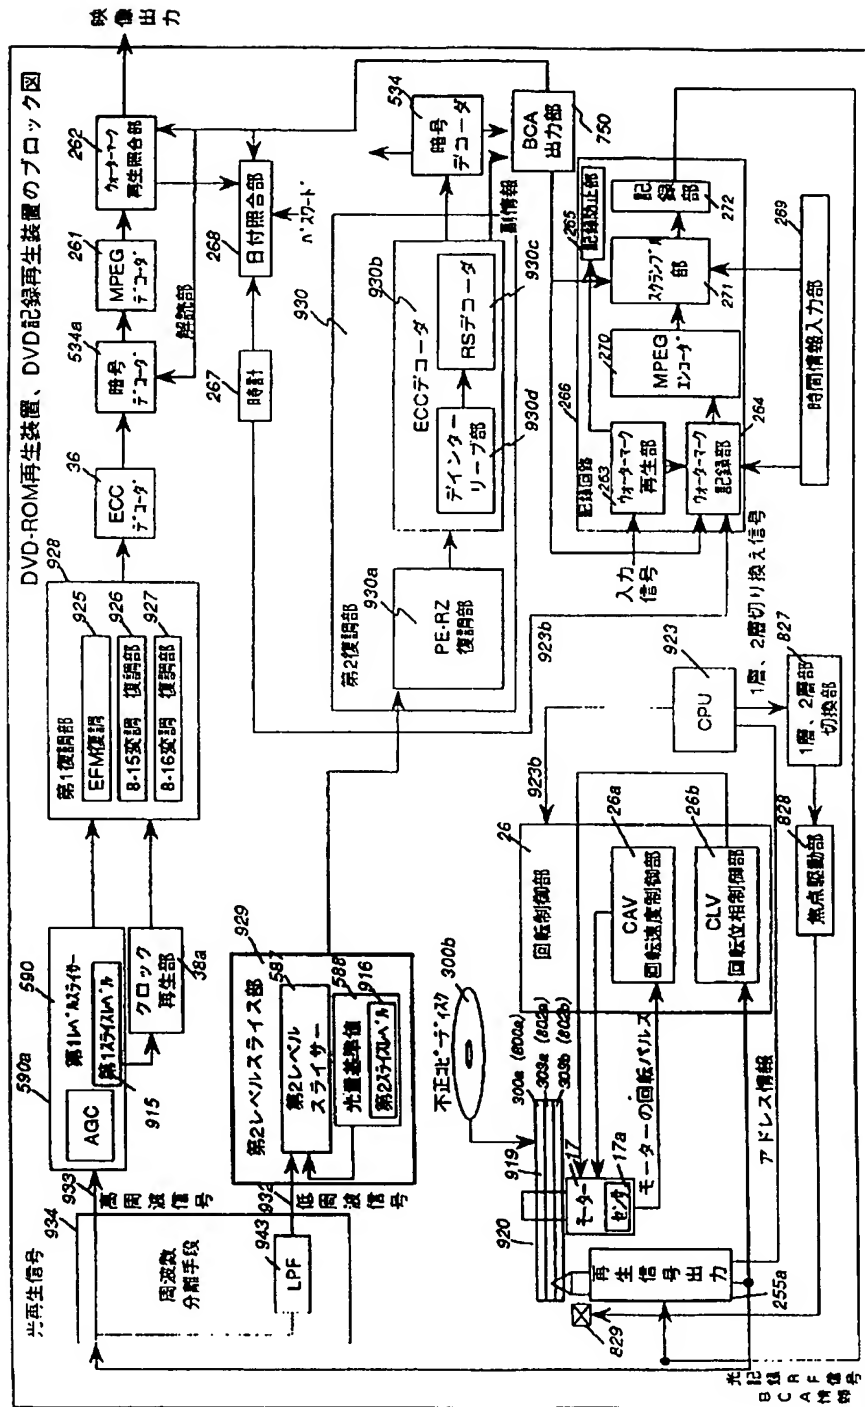 DVD-ROM再生装置、DVD記録再生装置のブロック図
光再生信号
934
周波数
分離手段
943
LPF
933
高周波信号
932
低周波信号
590a
590
第1レベルスライサー
AGC
第1スライスレベル
915
クロック
再生部
38a
928
第1復調部
925
EFM復調
926
8-15変調 復調部
927
8-16変調 復調部
36
ECC
デコーダ
534a
暗号
デコーダ
解読部
261
MPEG
デコーダ
262
ウォーターマーク
再生照合部
映像出力
267
時計
268
日付照合部
パスワード
929
第2レベルスライス部
587
第2レベル
スライサー
588
光量基準値
916
第2スライスレベル
930
第2復調部
930a
PE-RZ
復調部
930b
ECCデコーダ
930d
デインター
リーブ部
RSデコーダ
930c
副情報
534
暗号
デコーダ
BCA
出力部
750
923b
入力
信号
266
記録回路
263
ウォーターマーク
再生部
ウォーターマーク
記録部
264
265
記録防止部
270
MPEG
エンコーダ
スクランブル
部
271
記録
部
272
269
時間情報入力部
300b
不正コピーディスク
300a (800a)
303a (802a)
303b (802b)
919
920
17
モーター
センサ
17a
モーターの回転パルス
再生信号出力
255a
829
アドレス情報
923b
26
回転制御部
26a
CAV
回転速度制御部
26b
CLV
回転位相制御部
923
CPU
1層、2層切り換え信号
827
1層、2層部
切換部
828
焦点駆動部
光記録RF信号
BCA情報